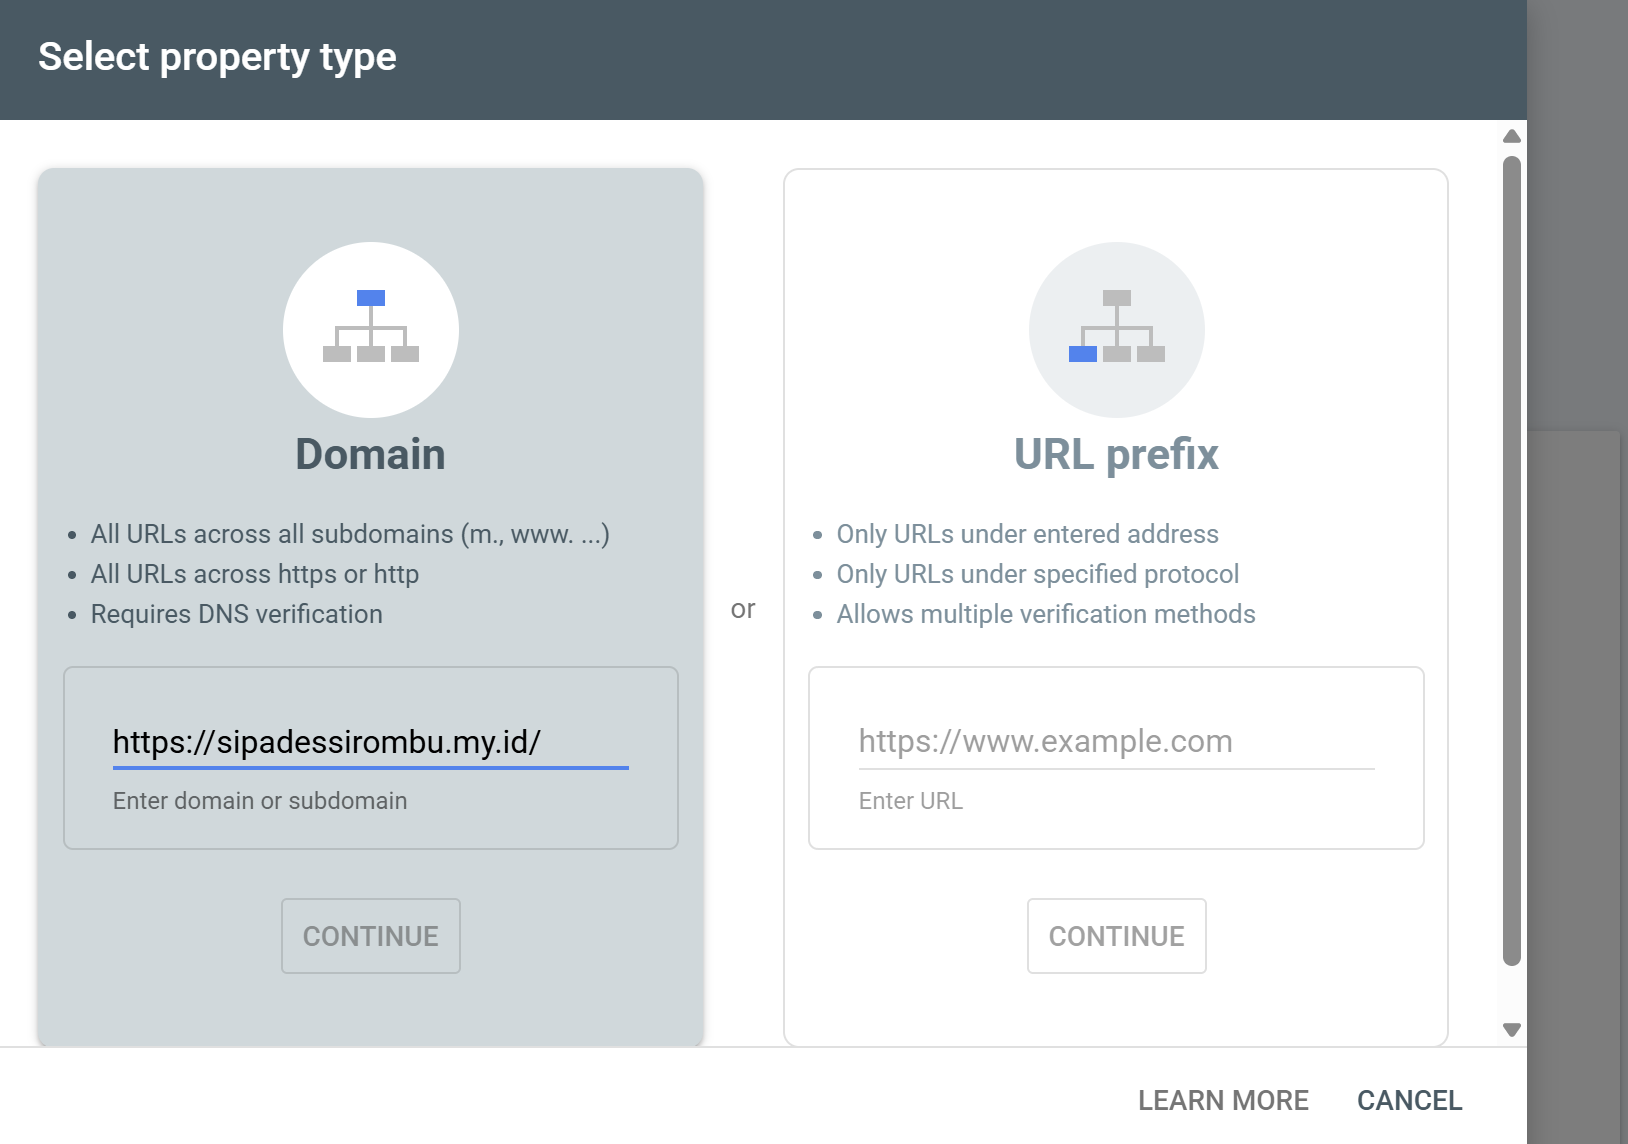 Select property type
Domain
• All URLs across all subdomains (m., www. ...)
• All URLs across https or http
• Requires DNS verification
https://sipadessirombu.my.id/
Enter domain or subdomain
CONTINUE
or
URL prefix
• Only URLs under entered address
• Only URLs under specified protocol
• Allows multiple verification methods
https://www.example.com
Enter URL
CONTINUE
LEARN MORE
CANCEL